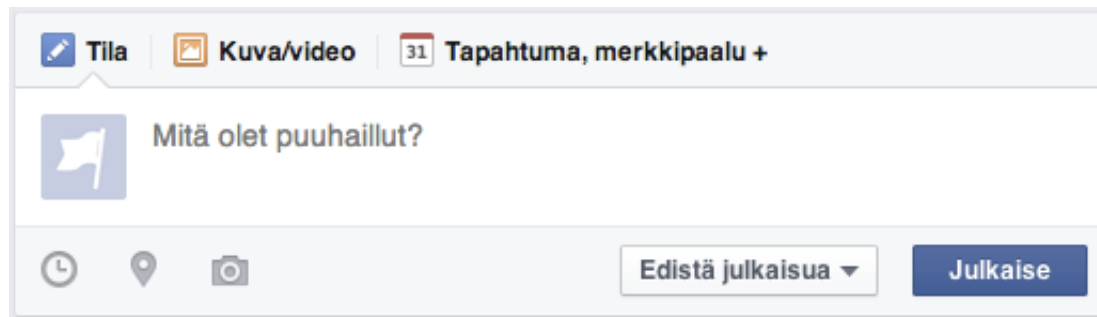 Tila Kuva/video 31 Tapahtuma, merkkipaalu +
Mitä olet puuhaillut?
Edistä julkaisua Julkaise